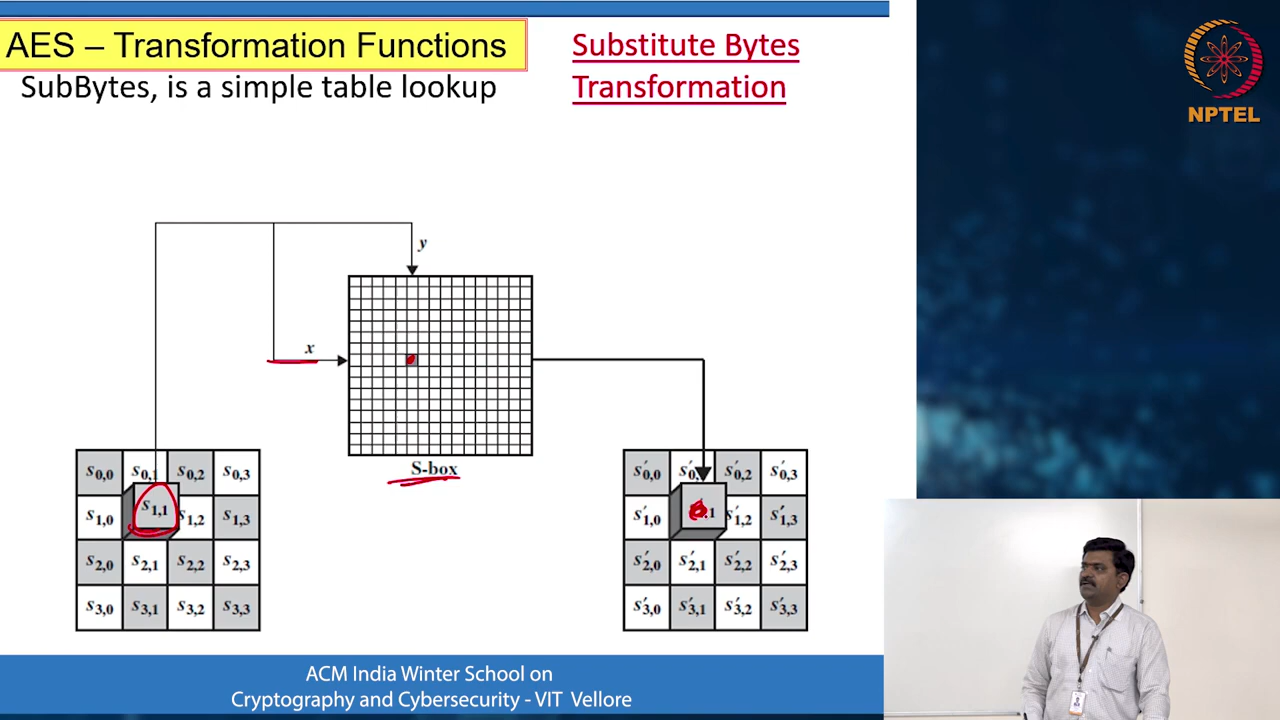 AES – Transformation Functions
Substitute Bytes
Transformation
SubBytes, is a simple table lookup
NPTEL
y
x
S-box
s0,0 s0,1 s0,2 s0,3
s1,0 s1,1 s1,2 s1,3
s2,0 s2,1 s2,2 s2,3
s3,0 s3,1 s3,2 s3,3
s′0,0 s′0, s′0,2 s′0,3
s′1,0 ,1 s′1,2 s′1,3
s′2,0 s′2,1 s′2,2 s′2,3
s′3,0 s′3,1 s′3,2 s′3,3
ACM India Winter School on
Cryptography and Cybersecurity - VIT Vellore